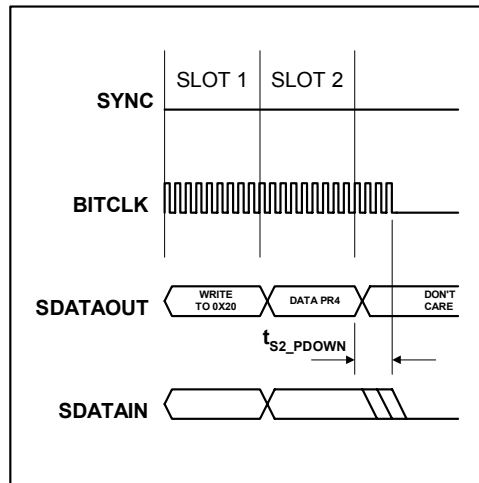 SLOT 1 SLOT 2
SYNC
BITCLK
SDATAOUT
WRITE
TO 0X20
DATA PR4
DON'T
CARE
tS2_PDOWN
SDATAIN